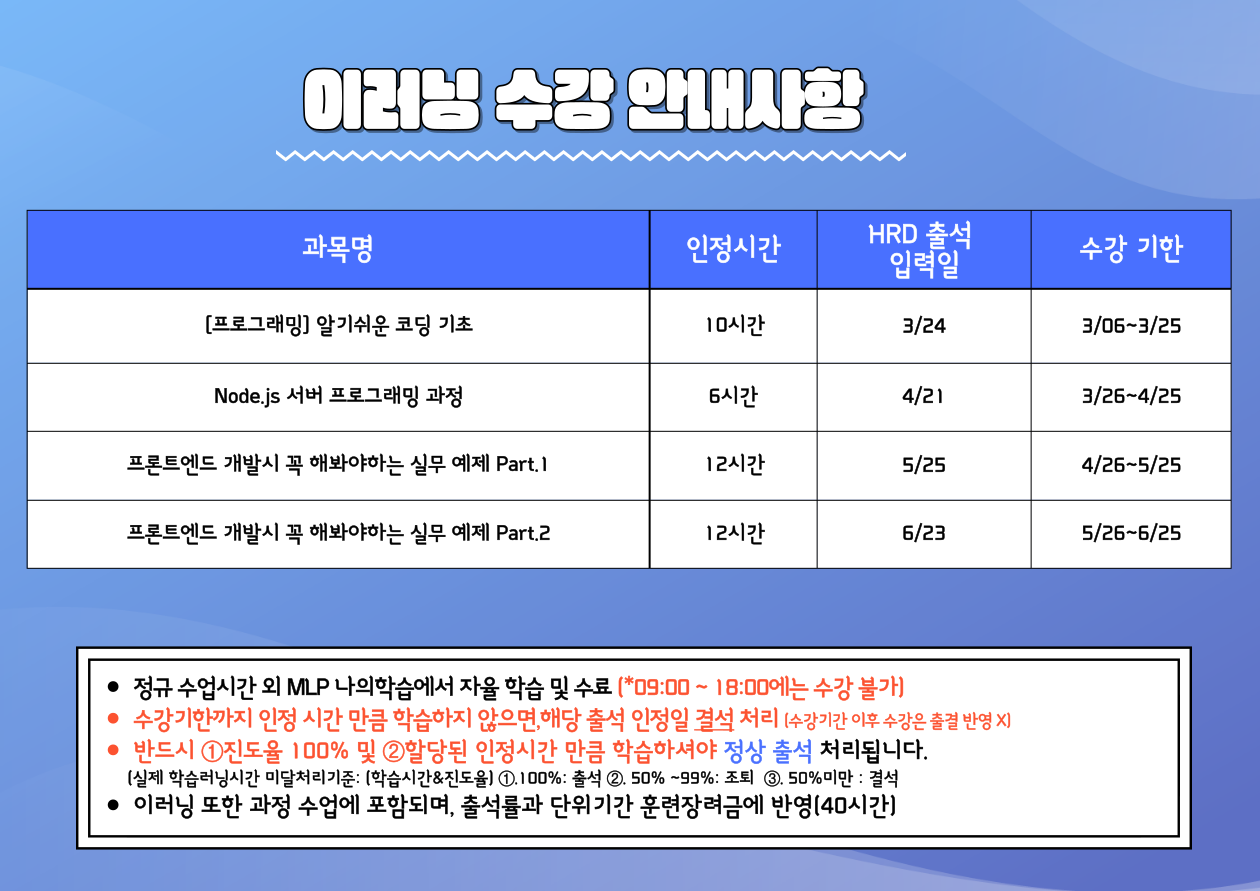 이러닝 수강 안내사항
과목명 인정시간 HRD 출석 입력일 수강 기한
[프로그래밍] 알기쉬운 코딩 기초 10시간 3/24 3/06~3/25
Node.js 서버 프로그래밍 과정 6시간 4/21 3/26~4/25
프론트엔드 개발시 꼭 해봐야하는 실무 예제 Part.1 12시간 5/25 4/26~5/25
프론트엔드 개발시 꼭 해봐야하는 실무 예제 Part.2 12시간 6/23 5/26~6/25
● 정규 수업시간 외 MLP 나의학습에서 자율 학습 및 수료 (*09:00 ~ 18:00에는 수강 불가)
● 수강기한까지 인정 시간 만큼 학습하지 않으면,해당 출석 인정일 결석 처리 (수강기간 이후 수강은 출결 반영 X)
● 반드시 ①진도율 100% 및 ②할당된 인정시간 만큼 학습하셔야 정상 출석 처리됩니다.
(실제 학습러닝시간 미달처리기준: (학습시간&진도율) ①.100%: 출석 ②. 50% ~99%: 조퇴 ③. 50%미만 : 결석
● 이러닝 또한 과정 수업에 포함되며, 출석률과 단위기간 훈련장려금에 반영(40시간)